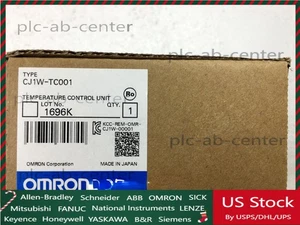 plc-ab-center
TYPE
CJ1W-TC001
TEMPERATURE CONTROL UNIT
LOT No. QTY.
1696K 1
KCC-REM-OMR-
CJ1W-00001
OMRON Corporation MADE IN JAPAN
OMRON
Allen-Bradley Schneider ABB OMRON SICK
Mitsubishi FANUC National Instruments LENZE
Keyence Honeywell YASKAWA B&R Siemens
US Stock
By USPS/DHL/UPS